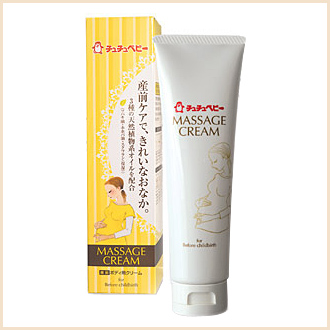 チュチュベビー
産前ケアで、きれいなおなか。
3種の天然植物系オイルを配合
MASSAGE
CREAM
薬用 ボディ用クリーム
for
Before childbirth
チュチュベビー
MASSAGE
CREAM
for
Before childbirth